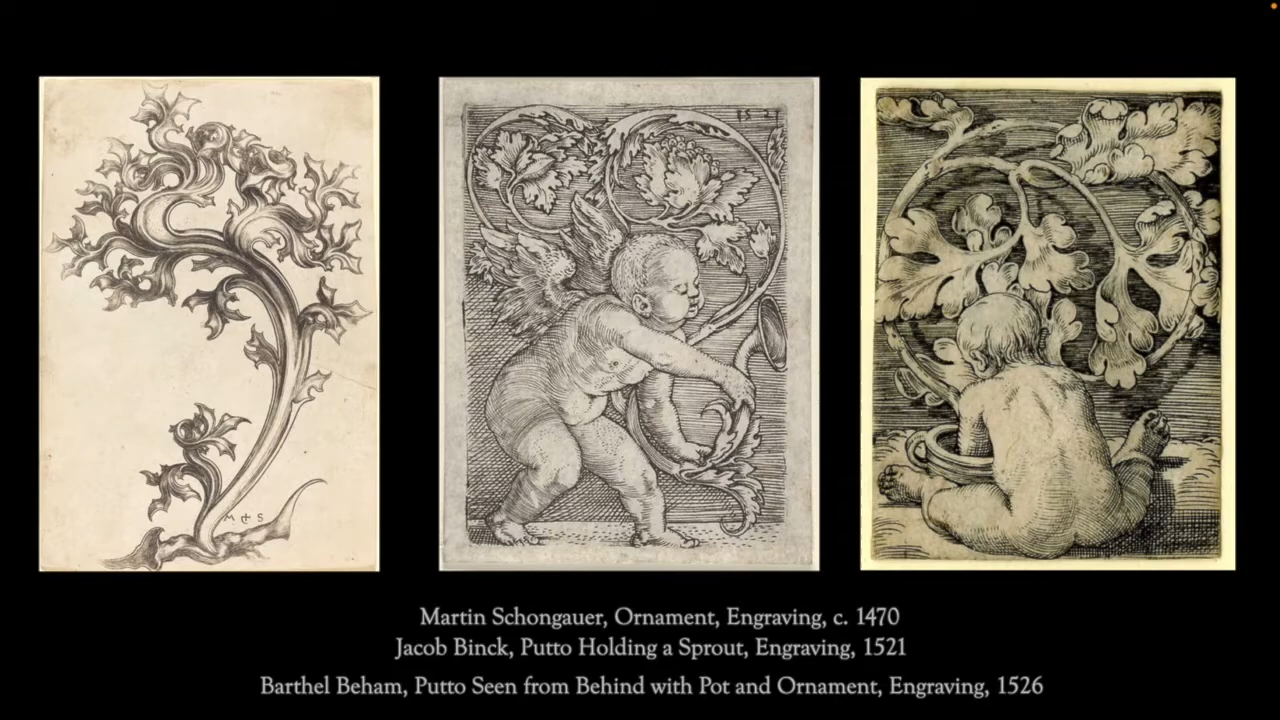 1521
M S
Martin Schongauer, Ornament, Engraving, c. 1470
Jacob Binck, Putto Holding a Sprout, Engraving, 1521
Barthel Beham, Putto Seen from Behind with Pot and Ornament, Engraving, 1526